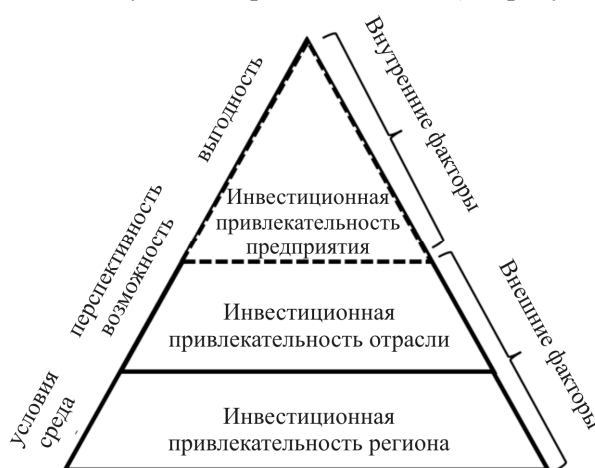 выгодность
Внутренние факторы
Инвестиционная
привлекательность
предприятия
перспективность
возможность
Внешние факторы
Инвестиционная
привлекательность отрасли
условия
среда
Инвестиционная
привлекательность региона